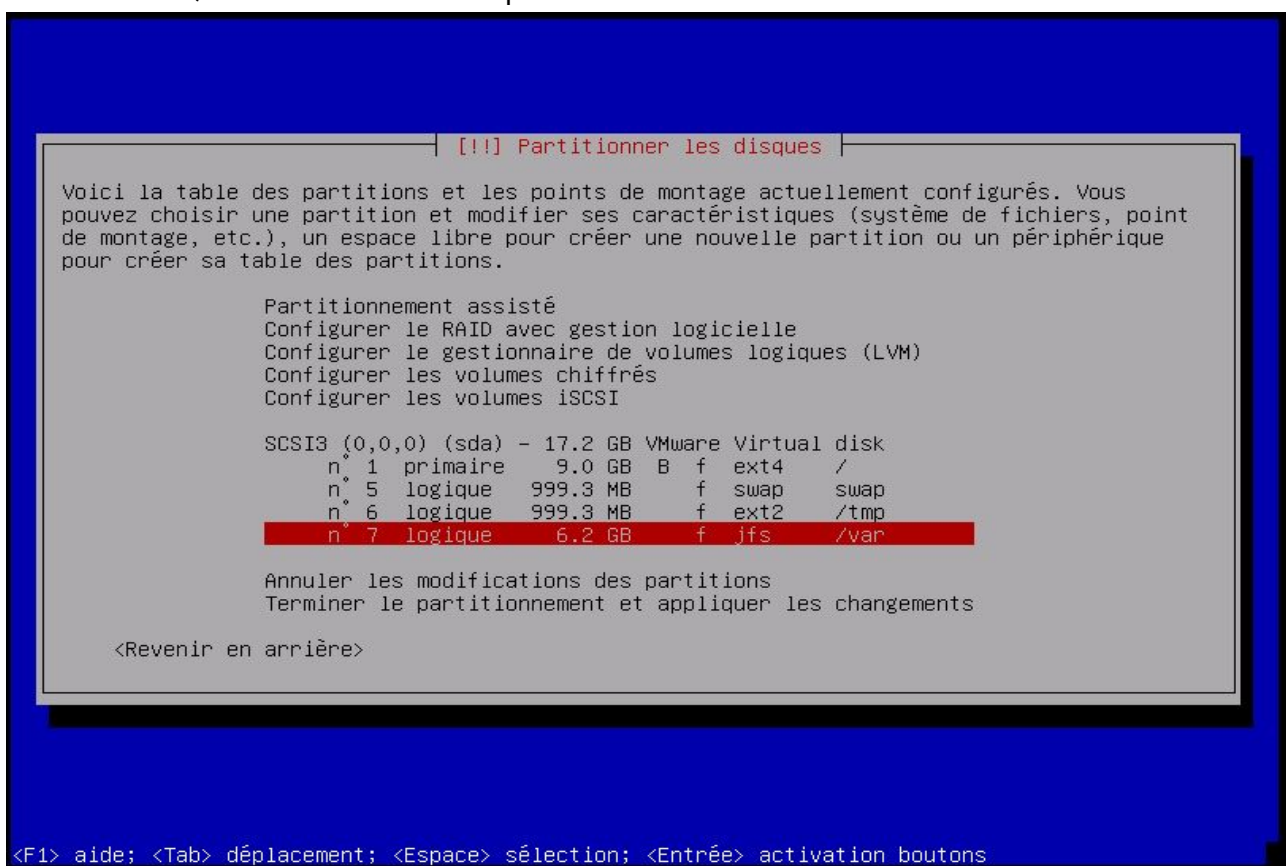 [!!] Partitionner les disques
Voici la table des partitions et les points de montage actuellement configurés. Vous
pouvez choisir une partition et modifier ses caractéristiques (système de fichiers, point
de montage, etc.), un espace libre pour créer une nouvelle partition ou un périphérique
pour créer sa table des partitions.
Partitionnement assisté
Configurer le RAID avec gestion logicielle
Configurer le gestionnaire de volumes logiques (LVM)
Configurer les volumes chiffrés
Configurer les volumes iSCSI
SCSI3 (0,0,0) (sda) - 17.2 GB VMware Virtual disk
n° 1 primaire 9.0 GB B f ext4 /
n° 5 logique 999.3 MB f swap swap
n° 6 logique 999.3 MB f ext2 /tmp
n° 7 logique 6.2 GB f jfs /var
Annuler les modifications des partitions
Terminer le partitionnement et appliquer les changements
<Revenir en arrière>
<F1> aide; <Tab> déplacement; <Espace> sélection; <Entrée> activation boutons